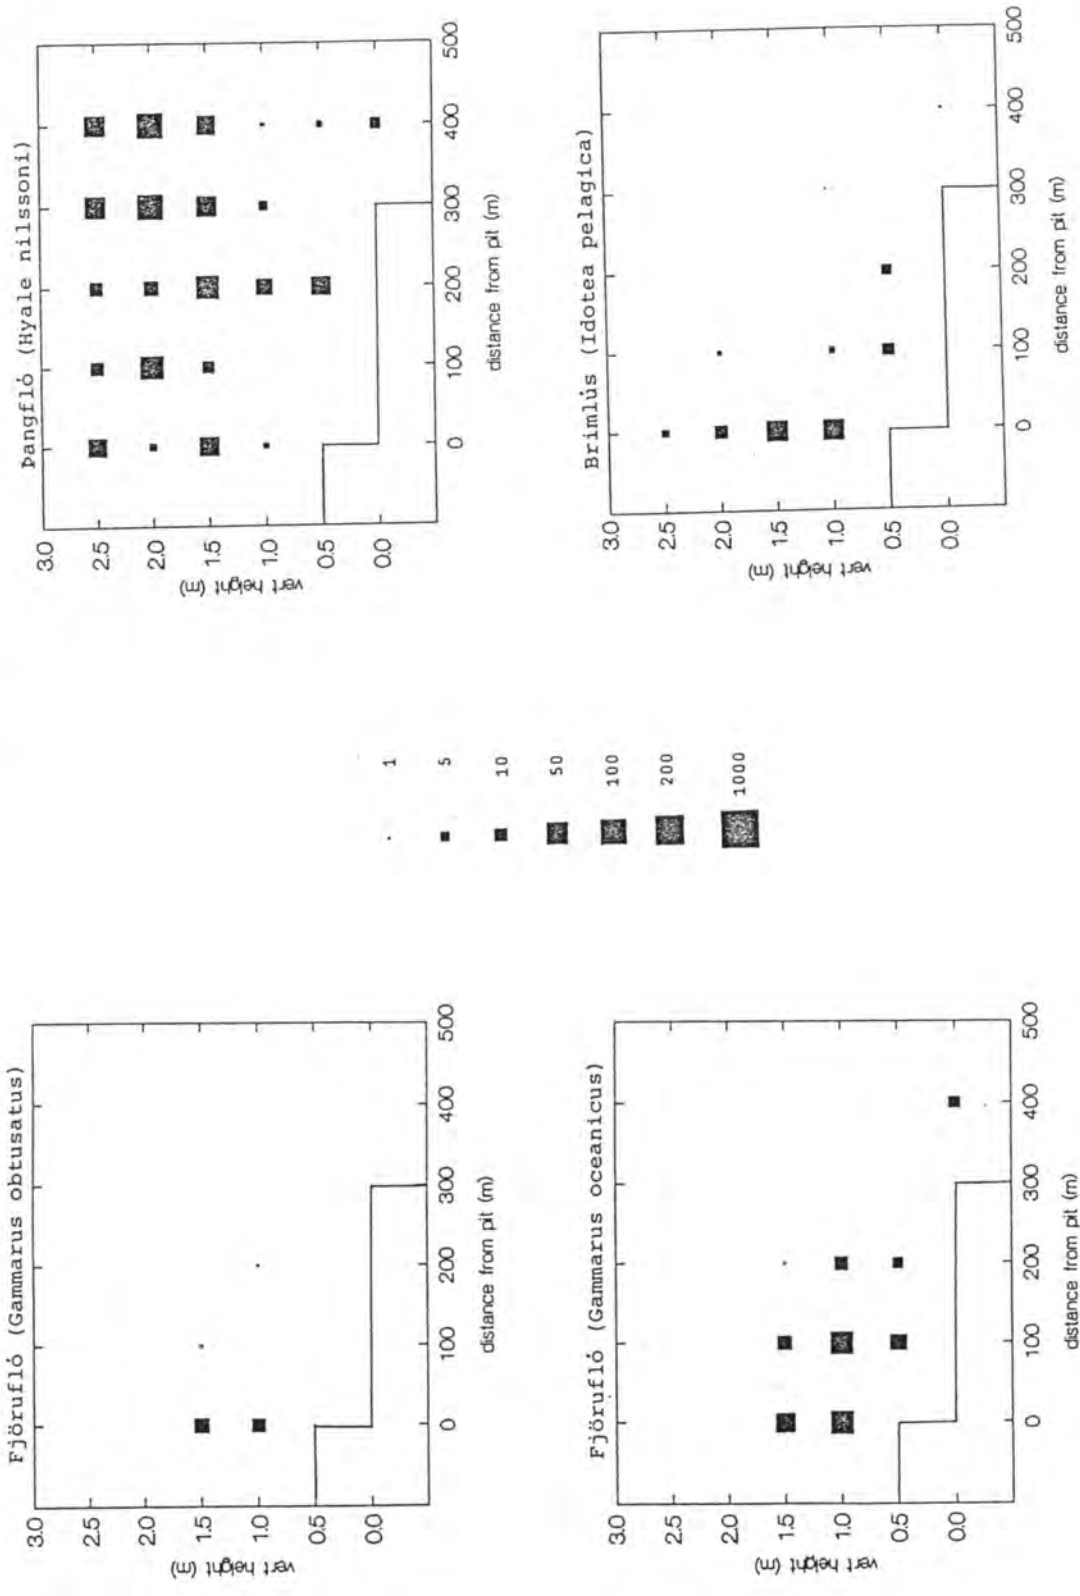 Fjörufló (Gammarus obtusatus)
3.0
2.5
2.0
1.5
1.0
0.5
0.0
vert height (m)
0 100 200 300 400 500
distance from pit (m)
Þangfló (Hyale nilssoni)
3.0
2.5
2.0
1.5
1.0
0.5
0.0
vert height (m)
0 100 200 300 400 500
distance from pit (m)
1
5
10
50
100
200
1000
Fjörufló (Gammarus oceanicus)
3.0
2.5
2.0
1.5
1.0
0.5
0.0
vert height (m)
0 100 200 300 400 500
distance from pit (m)
Brimlús (Idotea pelagica)
3.0
2.5
2.0
1.5
1.0
0.5
0.0
vert height (m)
0 100 200 300 400 500
distance from pit (m)